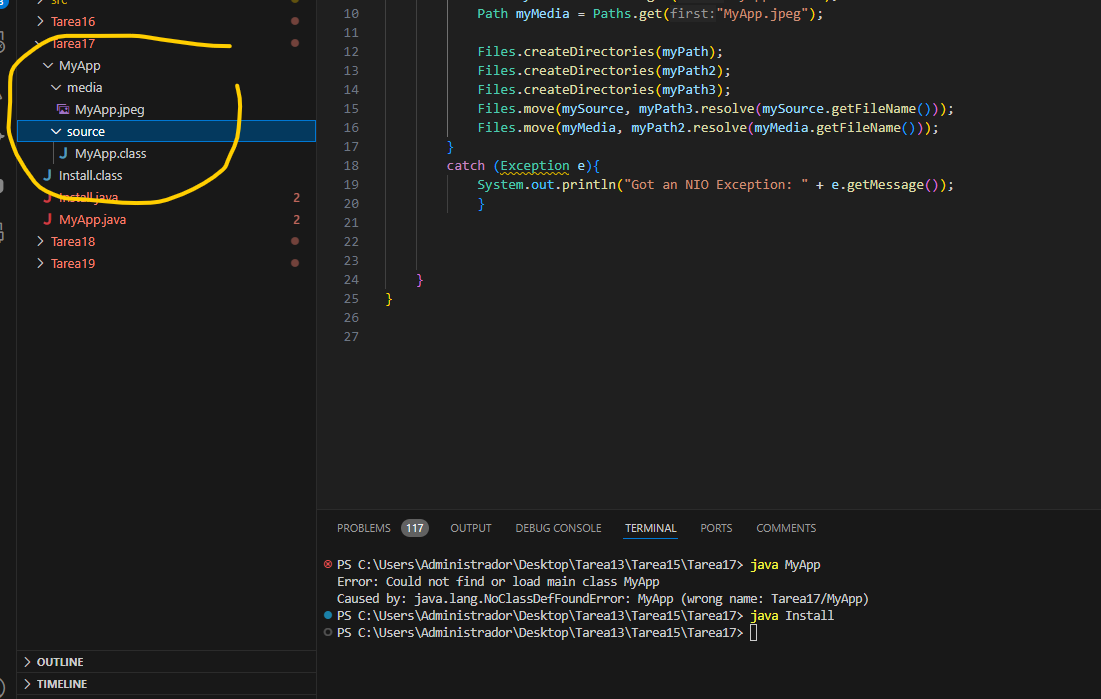 src
Tarea16
Tarea17
MyApp
media
MyApp.jpeg
source
MyApp.class
Install.class
Install.java 2
MyApp.java 2
Tarea18
Tarea19
OUTLINE
TIMELINE
10 Path myMedia = Paths.get(first:"MyApp.jpeg");
11
12 Files.createDirectories(myPath);
13 Files.createDirectories(myPath2);
14 Files.createDirectories(myPath3);
15 Files.move(mySource, myPath3.resolve(mySource.getFileName()));
16 Files.move(myMedia, myPath2.resolve(myMedia.getFileName()));
17 }
18 catch (Exception e){
19 System.out.println("Got an NIO Exception: " + e.getMessage());
20 }
21
22
23
24 }
25 }
26
27
PROBLEMS 117 OUTPUT DEBUG CONSOLE TERMINAL PORTS COMMENTS
PS C:\Users\Administrador\Desktop\Tarea13\Tarea15\Tarea17> java MyApp
Error: Could not find or load main class MyApp
Caused by: java.lang.NoClassDefFoundError: MyApp (wrong name: Tarea17/MyApp)
PS C:\Users\Administrador\Desktop\Tarea13\Tarea15\Tarea17> java Install
PS C:\Users\Administrador\Desktop\Tarea13\Tarea15\Tarea17>